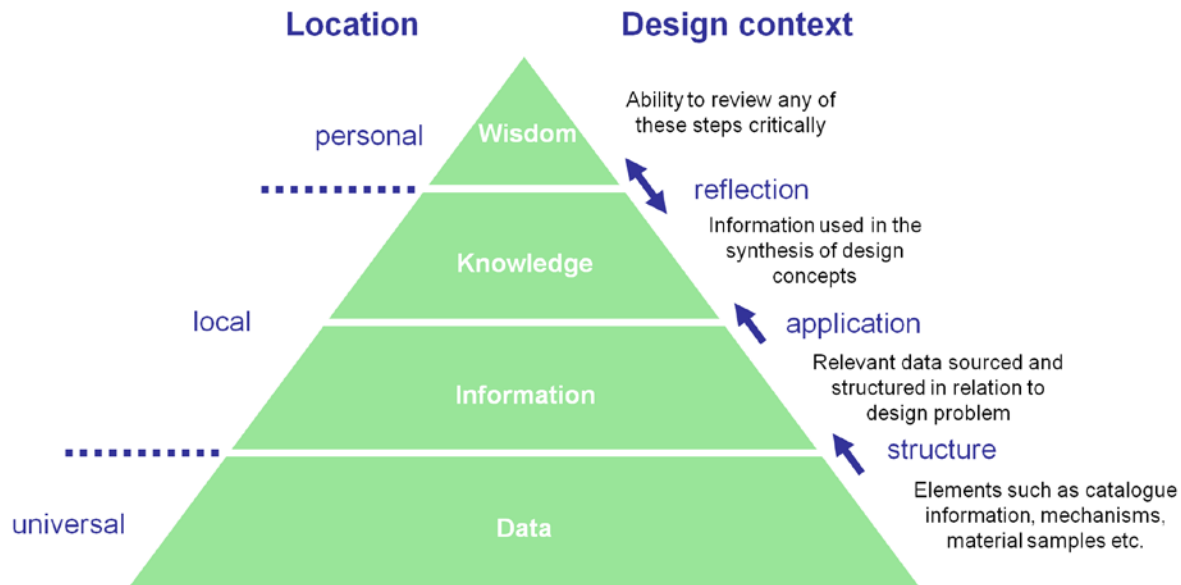 Location
Design context
Ability to review any of
these steps critically
personal
Wisdom
reflection
Information used in the
synthesis of design
concepts
Knowledge
local
application
Relevant data sourced and
structured in relation to
design problem
Information
structure
Elements such as catalogue
information, mechanisms,
material samples etc.
universal
Data